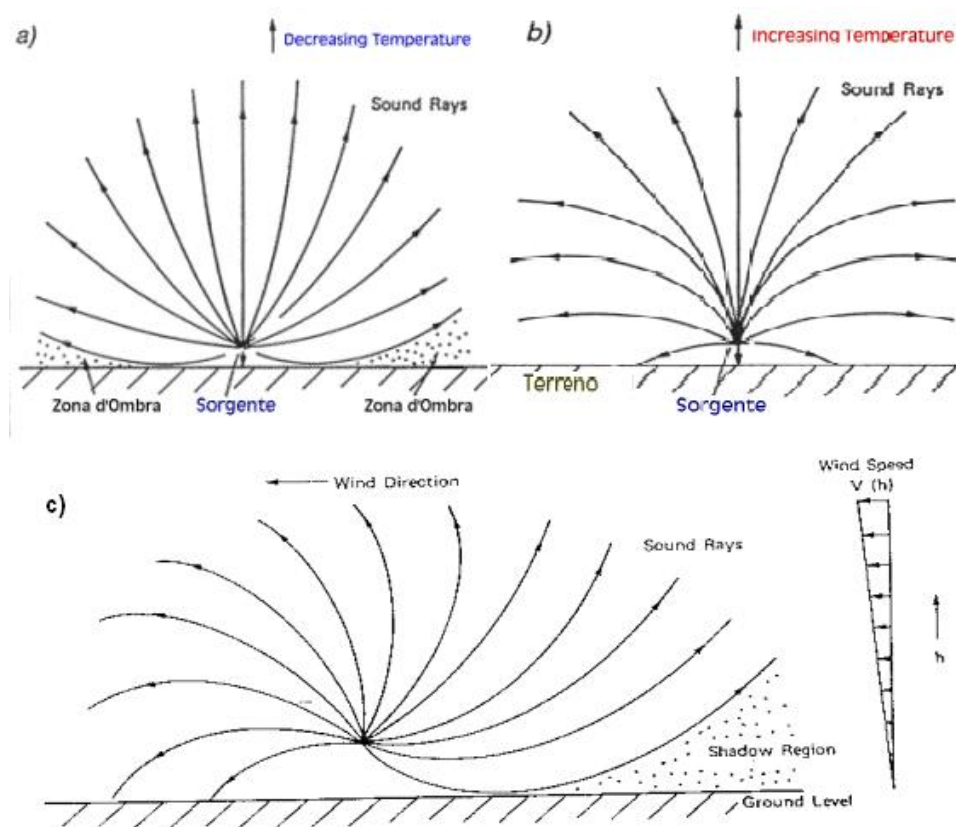 a)
Decreasing Temperature
Sound Rays
Zona d'Ombra
Sorgente
Zona d'Ombra
b)
Increasing Temperature
Sound Rays
Terreno
Sorgente
c)
Wind Direction
Sound Rays
Shadow Region
Ground Level
Wind Speed
V (h)
h